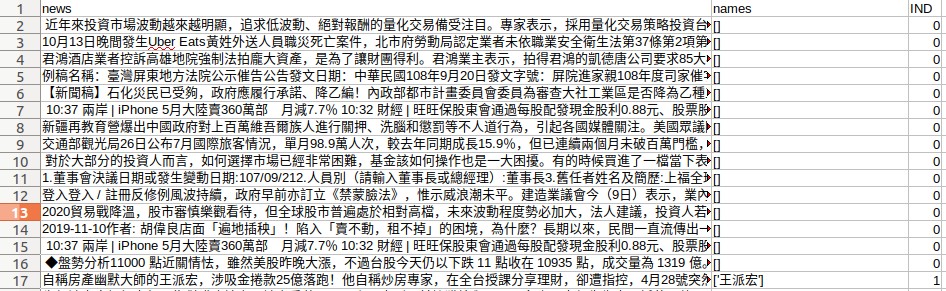 1 news names IND
2 近年來投資市場波動越來越明顯，追求低波動、絕對報酬的量化交易備受注目。專家表示，採用量化交易策略投資台 [] 0
3 10月13日晚間發生Uber Eats黃姓外送人員職災死亡案件，北市府勞動局認定業者未依職業安全衛生法第37條第2項第 [] 0
4 君鴻酒店業者控訴高雄地院強制法拍龐大資產，是為了讓財團得利。君鴻業主表示，拍得君鴻的凱德唐公司要求85大 [] 0
5 例稿名稱：臺灣屏東地方法院公示催告公告發文日期：中華民國108年9月20日發文字號：屏院進家親108年度司家催 [] 0
6 【新聞稿】石化災民已受夠，政府應履行承諾、降乙編！內政部都市計畫委員會委員為審查大社工業區是否降為乙種 [] 0
7 10:37 兩岸 | iPhone 5月大陸賣360萬部　月減7.7％ 10:32 財經 | 旺旺保股東會通過每股配發現金股利0.88元、股票股 [] 0
8 新疆再教育營爆出中國政府對上百萬維吾爾族人進行關押、洗腦和懲罰等不人道行為，引起各國媒體關注。美國眾議 [] 0
9 交通部觀光局26日公布7月國際旅客情況，單月98.9萬人次，較去年同期成長15.9％，但已連續兩個月未破百萬門檻， [] 0
10 對於大部分的投資人而言，如何選擇市場已經非常困難，基金該如何操作也是一大困擾。有的時候買進了一檔當下表 [] 0
11 1.董事會決議日期或發生變動日期:107/09/212.人員別（請輸入董事長或總經理）:董事長3.舊任者姓名及簡歷:上福全 [] 0
12 登入登入 / 註冊反修例風波持續，政府早前亦訂立《禁蒙臉法》，惟示威浪潮未平。建造業議會今（9日）表示，業內 [] 0
13 2020貿易戰降溫，股市審慎樂觀看待，但全球股市普遍處於相對高檔，未來波動程度勢必加大，法人建議，投資人若 [] 0
14 2019-11-10作者: 胡偉良店面「遍地插秧」！陷入「賣不動，租不掉」的困境，為什麼？長期以來，民間一直流傳出一 [] 0
15 10:37 兩岸 | iPhone 5月大陸賣360萬部　月減7.7％ 10:32 財經 | 旺旺保股東會通過每股配發現金股利0.88元、股票股 [] 0
16 ◆盤勢分析11000 點近關情怯，雖然美股昨晚大漲，不過台股今天仍以下跌 11 點收在 10935 點，成交量為 1319 億。 [] 0
17 自稱房產幽默大師的王派宏，涉吸金捲款25億落跑！他自稱炒房專家，在全台授課分享理財，卻遭指控，4月28號突 ['王派宏'] 1